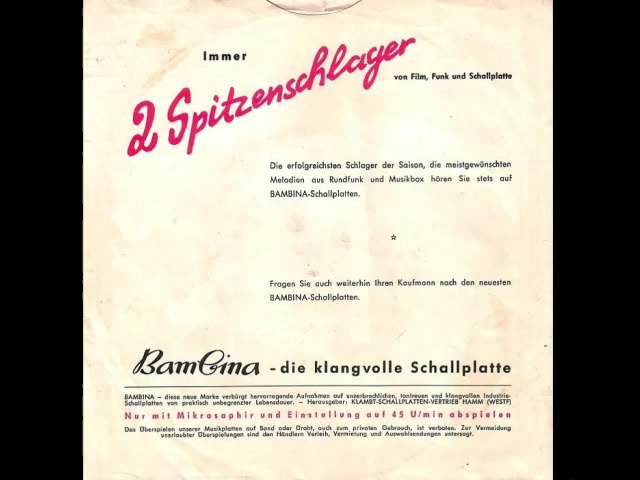 Immer
2 Spitzenschlager
von Film, Funk und Schallplatte
Die erfolgreichsten Schlager der Saison, die meistgewünschten
Melodien aus Rundfunk und Musikbox hören Sie stets auf
BAMBINA-Schallplatten.
Fragen Sie auch weiterhin Ihren Kaufmann nach den neuesten
BAMBINA-Schallplatten.
Bambina - die klangvolle Schallplatte
BAMBINA – diese neue Marke verbürgt hervorragende Aufnahmen auf unzerbrechlichen, tontreuen und klangvollen Industrie-
Schallplatten von praktisch unbegrenzter Lebensdauer. – Herausgeber: KLAMBT-SCHALLPLATTEN-VERTRIEB HAMM (WESTF)
Nur mit Mikrosaphir und Einstellung auf 45 U/min abspielen
Das Überspielen unserer Musikplatten auf Band oder Draht, auch zum privaten Gebrauch, ist verboten. Zur Vermeidung
unerlaubter Überspielungen sind den Händlern Verleih, Vermietung und Auswahlsendungen untersagt.